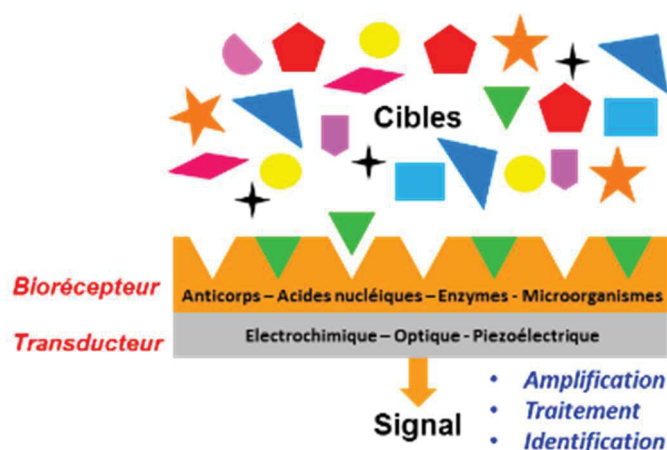 Cibles
Biorécepteur
Anticorps – Acides nucléiques – Enzymes - Microorganismes
Transducteur
Electrochimique – Optique - Piezoélectrique
Signal
• Amplification
• Traitement
• Identification